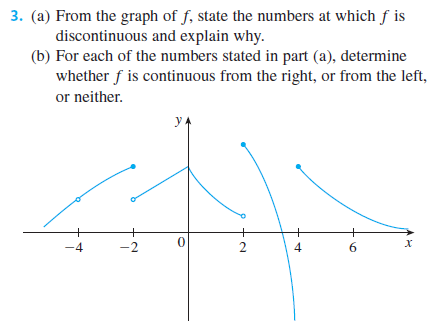 3. (a) From the graph of f, state the numbers at which f is
discontinuous and explain why.
(b) For each of the numbers stated in part (a), determine
whether f is continuous from the right, or from the left,
or neither.
y
−4 −2 0 2 4 6 x